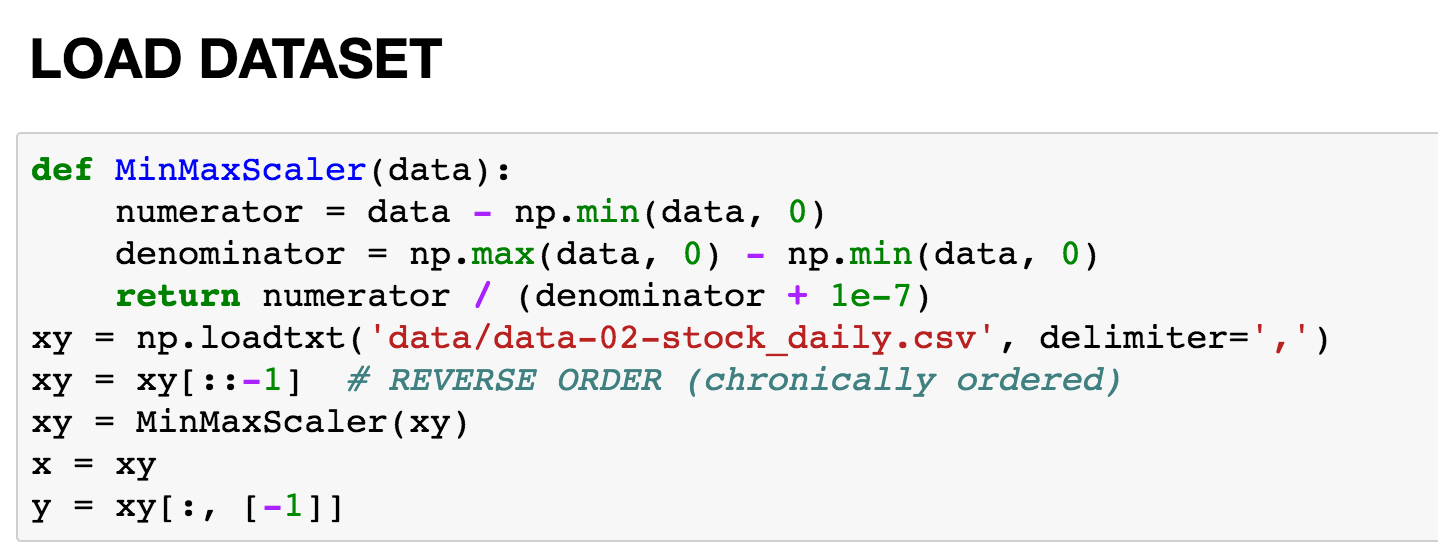 LOAD DATASET
def MinMaxScaler(data):
    numerator = data - np.min(data, 0)
    denominator = np.max(data, 0) - np.min(data, 0)
    return numerator / (denominator + 1e-7)
xy = np.loadtxt('data/data-02-stock_daily.csv', delimiter=',')
xy = xy[::-1]  # REVERSE ORDER (chronically ordered)
xy = MinMaxScaler(xy)
x = xy
y = xy[:, [-1]]